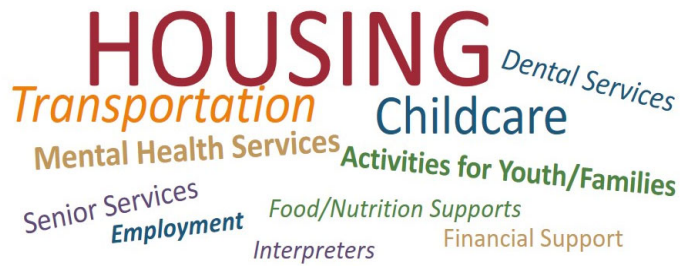 HOUSING
Dental Services
Transportation
Childcare
Mental Health Services
Activities for Youth/Families
Senior Services
Employment
Food/Nutrition Supports
Interpreters
Financial Support